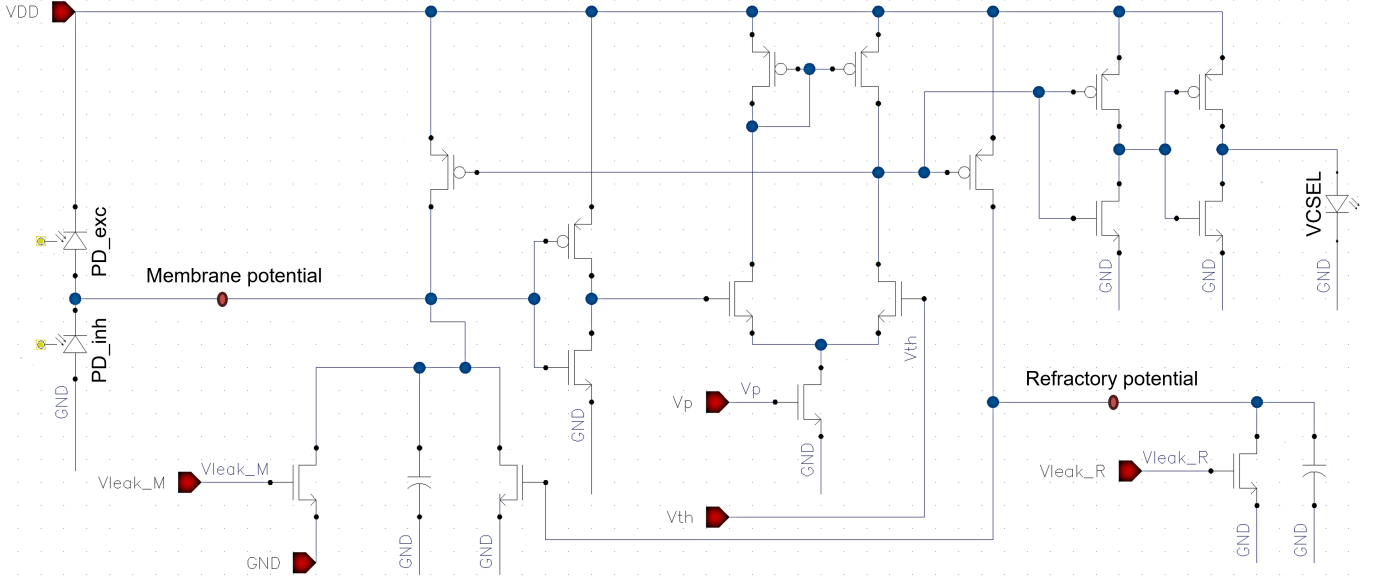 VDD
PD_exc
Membrane potential
PD_inh
GND
Vleak_M
Vleak_M
GND
GND
GND
GND
Vp
Vp
GND
Vth
Vth
GND
GND
VCSEL
GND
Refractory potential
Vleak_R
Vleak_R
GND
GND